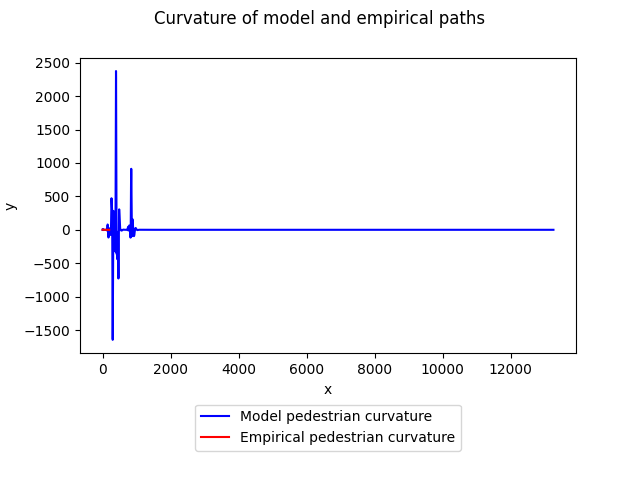 Curvature of model and empirical paths
2500
2000
1500
1000
500
0
−500
−1000
−1500
y
0 2000 4000 6000 8000 10000 12000
x
Model pedestrian curvature
Empirical pedestrian curvature